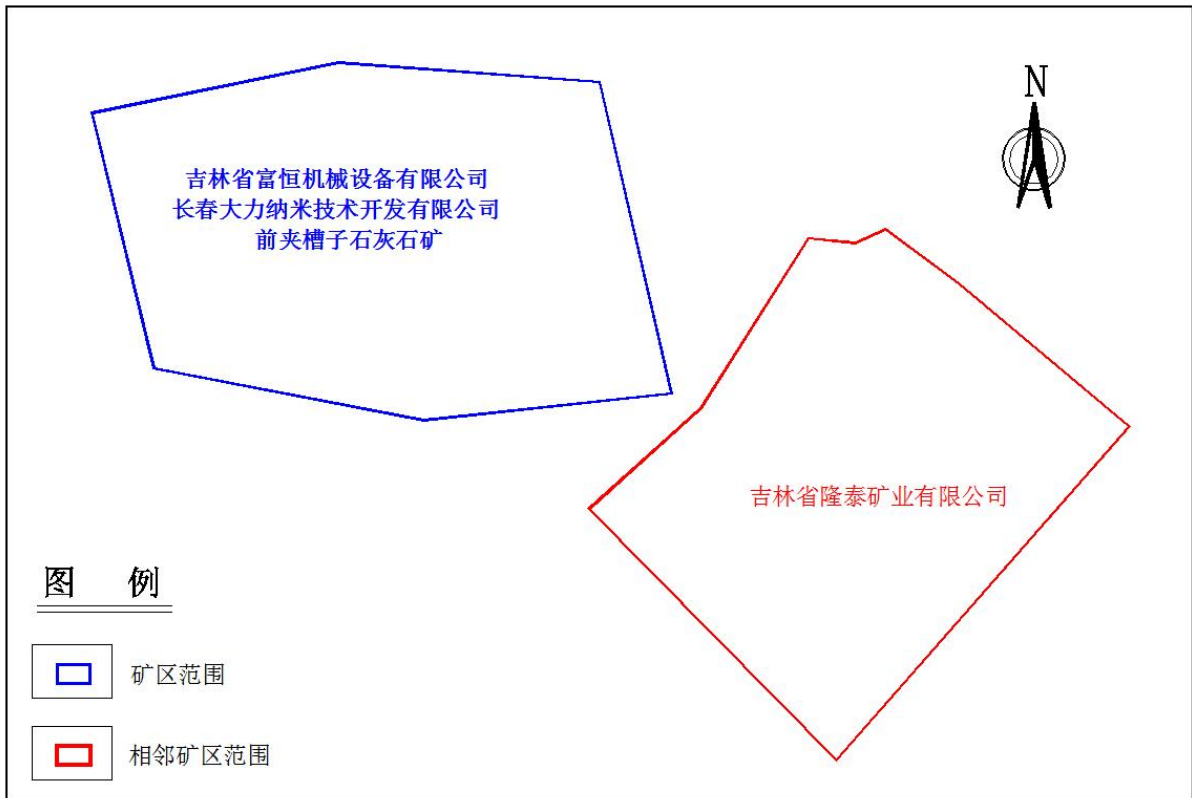 N
吉林省富恒机械设备有限公司
长春大力纳米技术开发有限公司
前夹槽子石灰石矿
吉林省隆泰矿业有限公司
图 例
矿区范围
相邻矿区范围